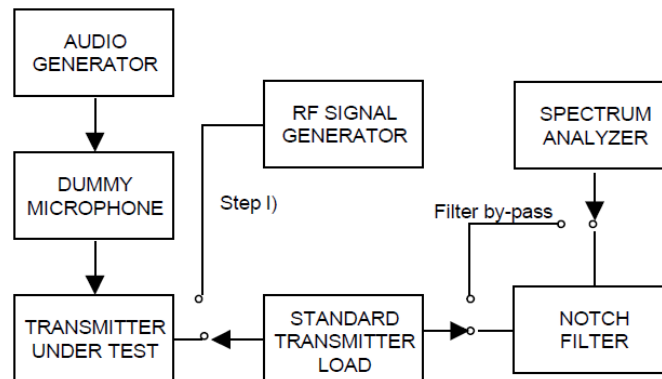 AUDIO
GENERATOR
RF SIGNAL
GENERATOR
SPECTRUM
ANALYZER
DUMMY
MICROPHONE
Step I)
Filter by-pass
TRANSMITTER
UNDER TEST
STANDARD
TRANSMITTER
LOAD
NOTCH
FILTER